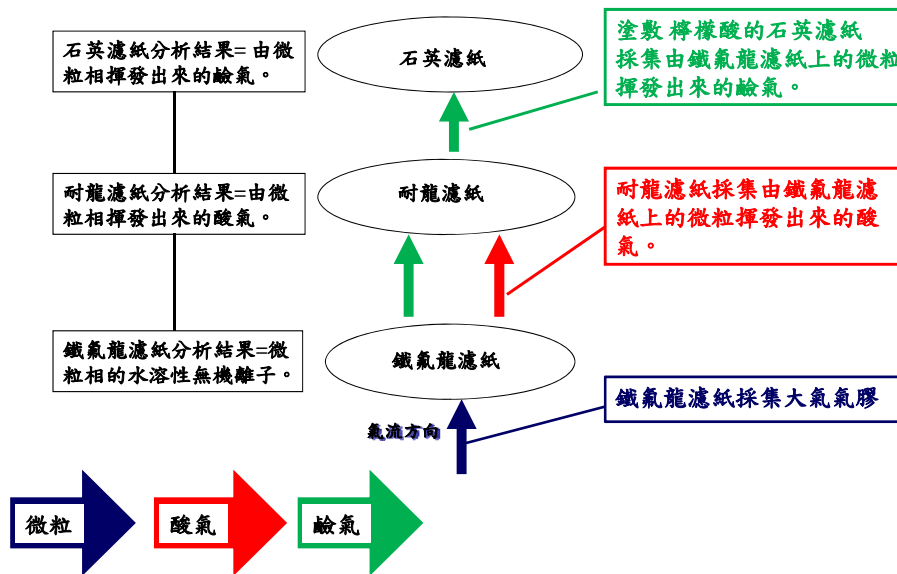 石英濾紙分析結果= 由微
粒相揮發出來的鹼氣。
石英濾紙
塗敷 檸檬酸的石英濾紙
採集由鐵氟龍濾紙上的微粒
揮發出來的鹼氣。
耐龍濾紙分析結果=由微
粒相揮發出來的酸氣。
耐龍濾紙
耐龍濾紙採集由鐵氟龍濾
紙上的微粒揮發出來的酸
氣。
鐵氟龍濾紙分析結果=微
粒相的水溶性無機離子。
鐵氟龍濾紙
鐵氟龍濾紙採集大氣氣膠
氣流方向
微粒
酸氣
鹼氣